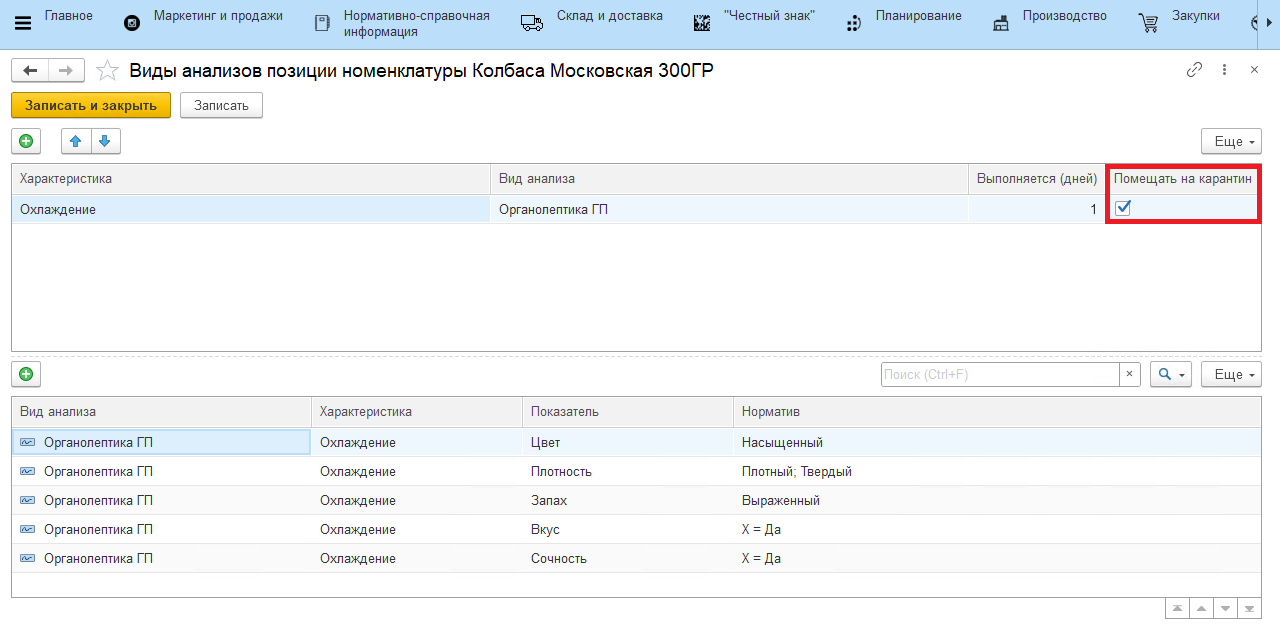 Главное
Маркетинг и продажи
Нормативно-справочная
информация
Склад и доставка
"Честный знак"
Планирование
Производство
Закупки
Виды анализов позиции номенклатуры Колбаса Московская 300ГР
Записать и закрыть
Записать
Еще
Характеристика
Вид анализа
Выполняется (дней)
Помещать на карантин
Охлаждение
Органолептика ГП
1
Поиск (Ctrl+F)
Еще
Вид анализа
Характеристика
Показатель
Норматив
Органолептика ГП
Охлаждение
Цвет
Насыщенный
Органолептика ГП
Охлаждение
Плотность
Плотный; Твердый
Органолептика ГП
Охлаждение
Запах
Выраженный
Органолептика ГП
Охлаждение
Вкус
X = Да
Органолептика ГП
Охлаждение
Сочность
X = Да